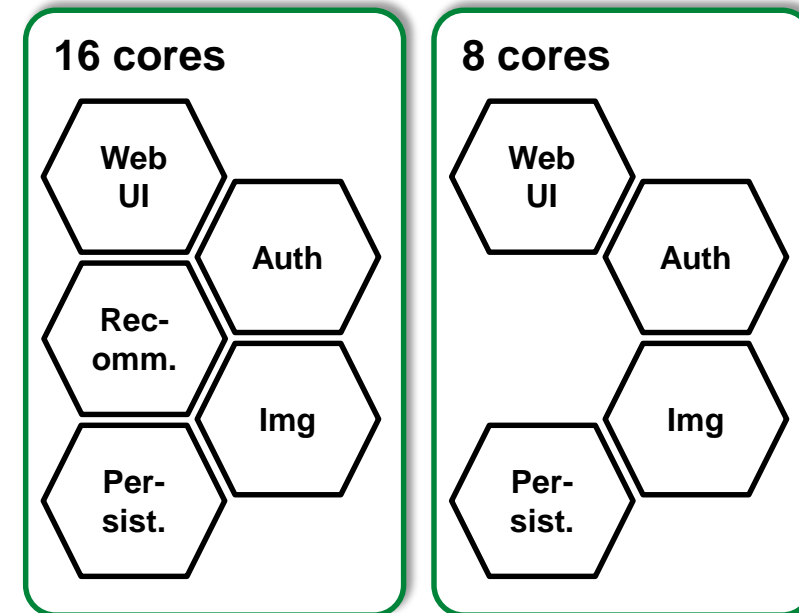 16 cores
Web
UI
Auth
Rec-
omm.
Img
Per-
sist.
8 cores
Web
UI
Auth
Img
Per-
sist.